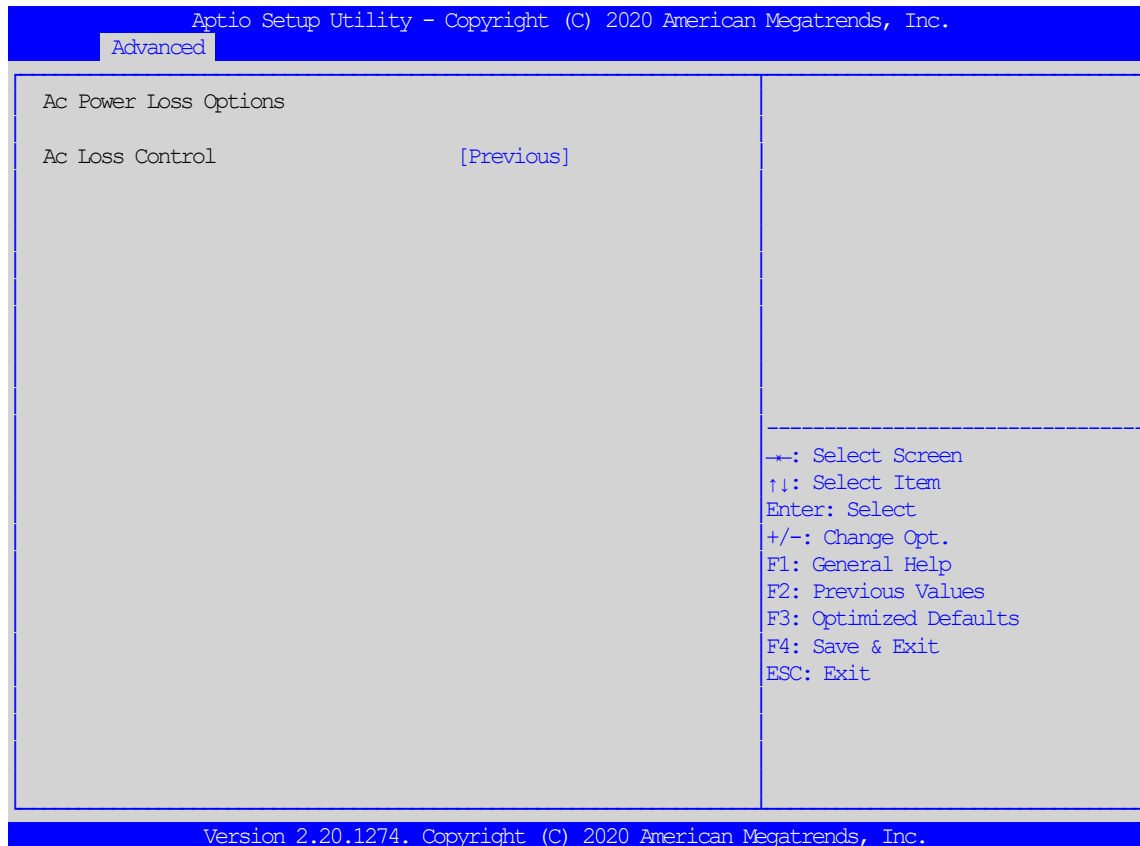 Aptio Setup Utility - Copyright (C) 2020 American Megatrends, Inc.
Advanced
Ac Power Loss Options
Ac Loss Control [Previous]
→←: Select Screen
↑↓: Select Item
Enter: Select
+/-: Change Opt.
F1: General Help
F2: Previous Values
F3: Optimized Defaults
F4: Save & Exit
ESC: Exit
Version 2.20.1274. Copyright (C) 2020 American Megatrends, Inc.